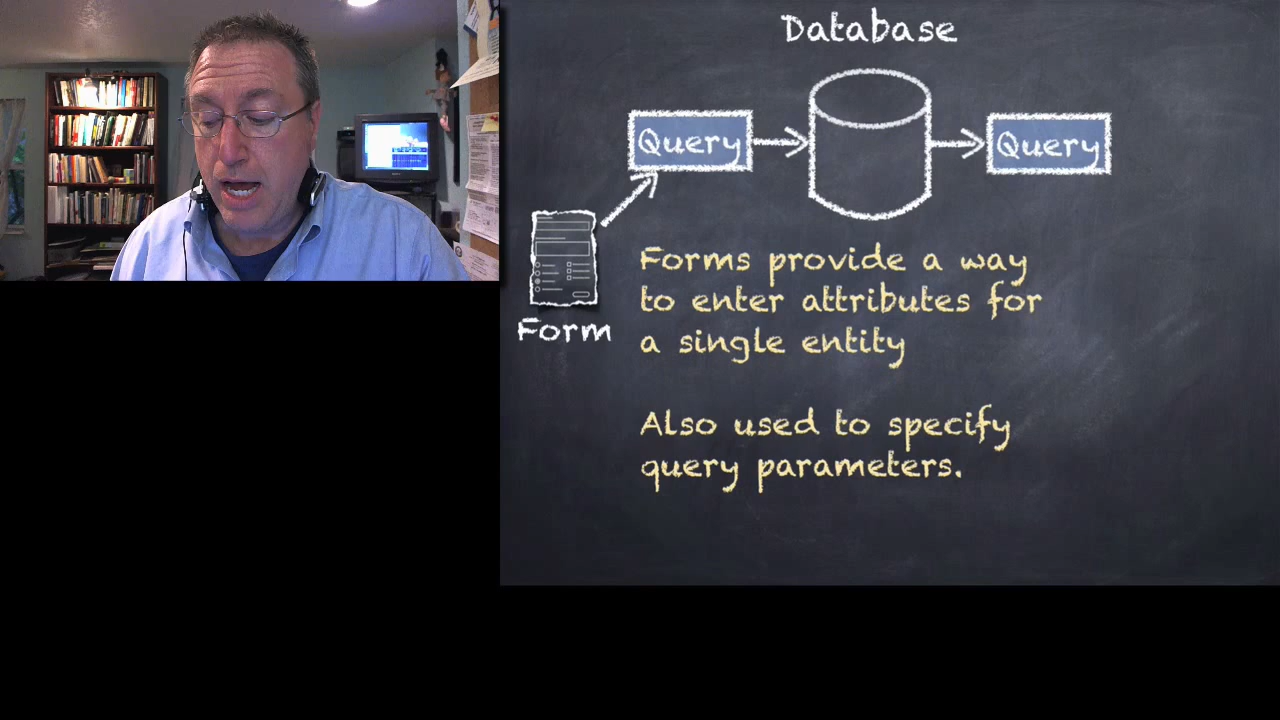 Database
Query
Query
Form
Forms provide a way
to enter attributes for
a single entity
Also used to specify
query parameters.